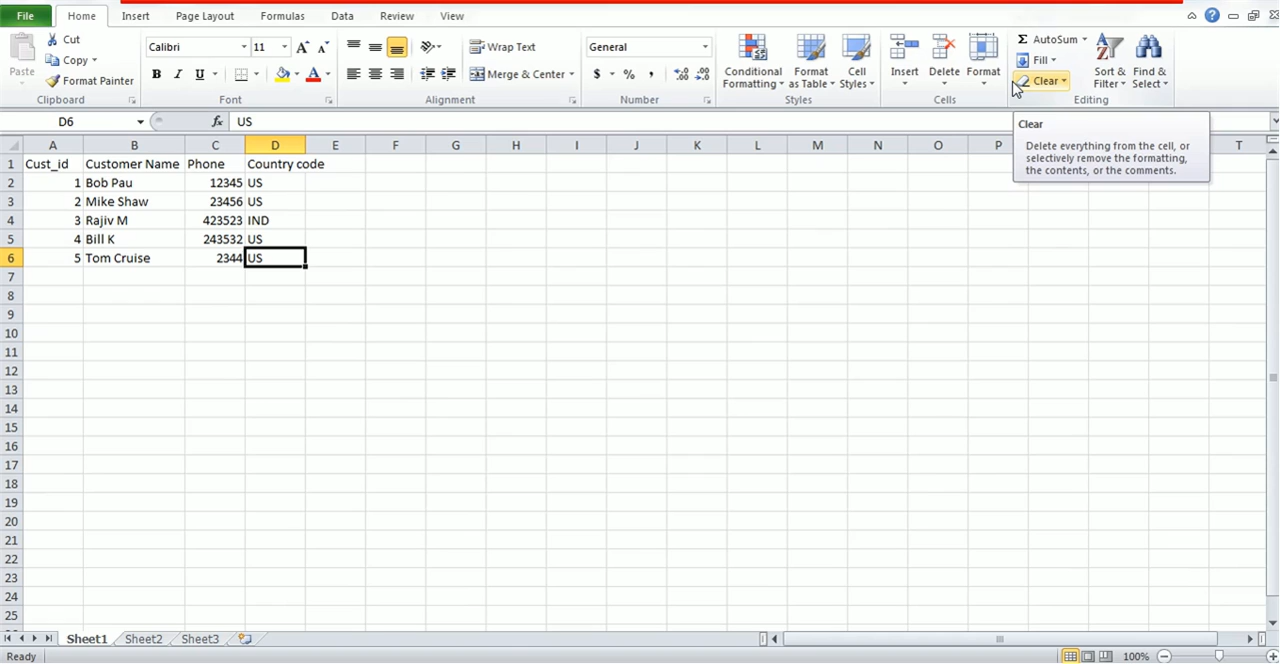 File Home Insert Page Layout Formulas Data Review View
Cut
Copy
Format Painter
Paste
Clipboard
Calibri 11
B I U
Font
Wrap Text
Merge & Center
Alignment
General
$ % ,
Number
Conditional Formatting
Format as Table
Cell Styles
Styles
Insert Delete Format
Cells
Σ AutoSum
Fill
Clear
Sort & Filter
Find & Select
Editing
D6 fx US
Clear
Delete everything from the cell, or
selectively remove the formatting,
the contents, or the comments.
A B C D E F G H I J K L M N O P T
1 Cust_id Customer Name Phone Country code
2 1 Bob Pau 12345 US
3 2 Mike Shaw 23456 US
4 3 Rajiv M 423523 IND
5 4 Bill K 243532 US
6 5 Tom Cruise 2344 US
7
8
9
10
11
12
13
14
15
16
17
18
19
20
21
22
23
24
25
Sheet1 Sheet2 Sheet3
Ready 100%